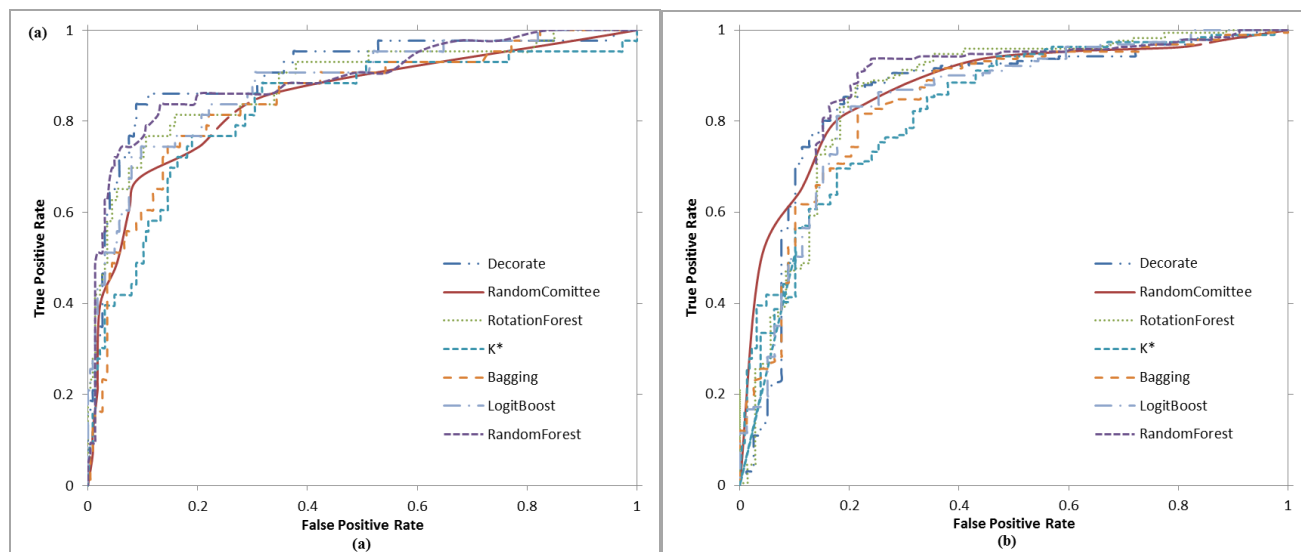 (a)
1
0.8
0.6
0.4
0.2
0
True Positive Rate
Decorate
RandomComittee
RotationForest
K*
Bagging
LogitBoost
RandomForest
0 0.2 0.4 0.6 0.8 1
False Positive Rate
(a)
(b)
1
0.8
0.6
0.4
0.2
0
True Positive Rate
Decorate
RandomComittee
RotationForest
K*
Bagging
LogitBoost
RandomForest
0 0.2 0.4 0.6 0.8 1
False Positive Rate
(b)